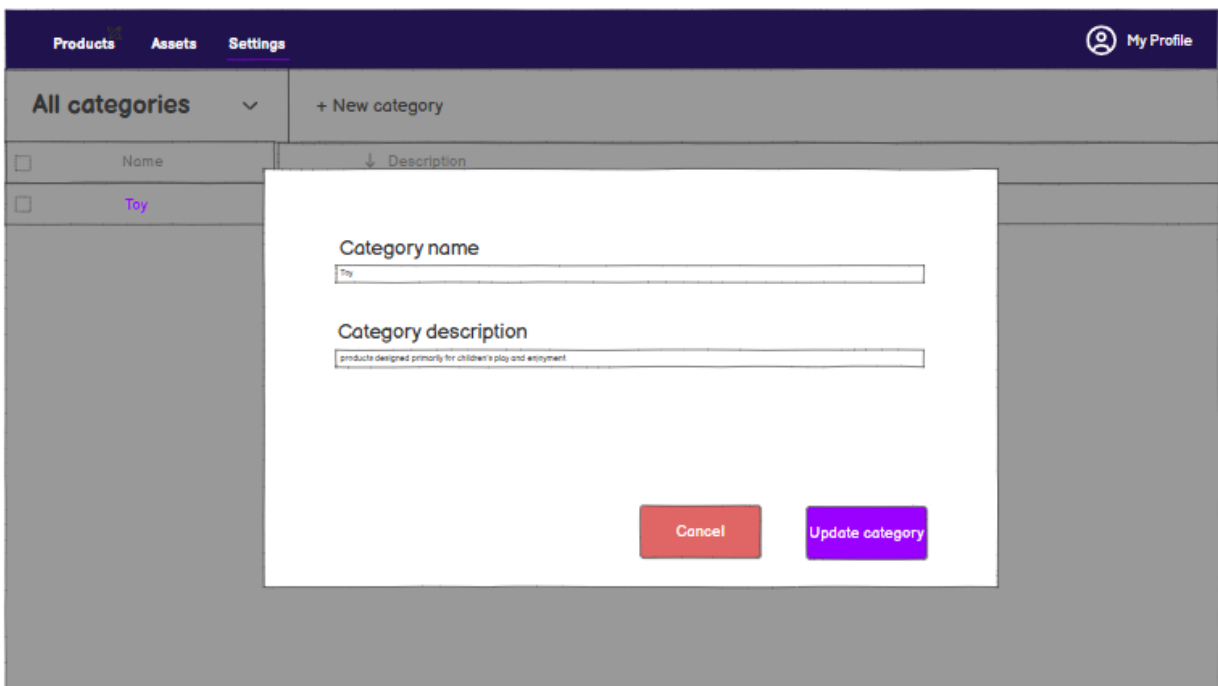 Products Assets Settings My Profile
All categories + New category
Name ↓ Description
Toy
Category name
Toy
Category description
products designed primarily for children's play and enjoyment
Cancel Update category